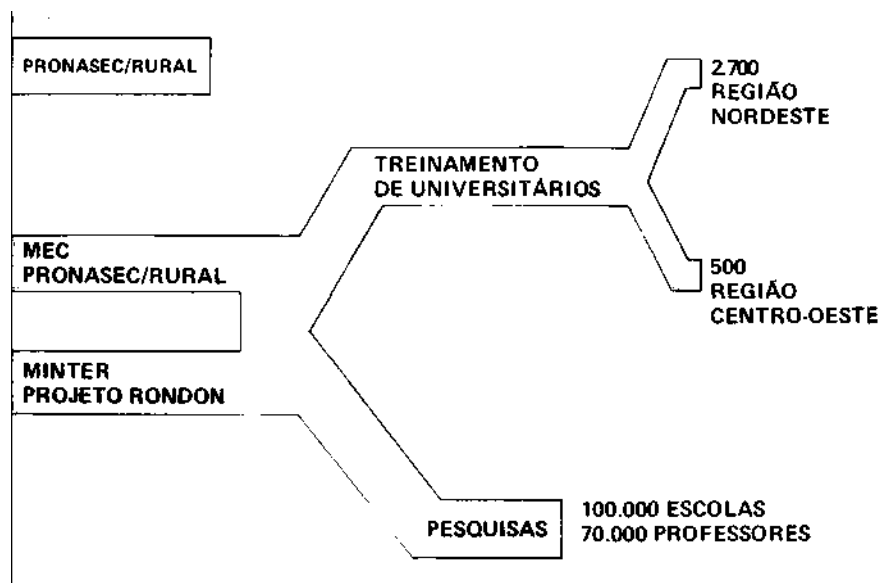 PRONASEC/RURAL
2.700
REGIÃO
NORDESTE
TREINAMENTO
DE UNIVERSITÁRIOS
MEC
PRONASEC/RURAL
500
REGIÃO
CENTRO-OESTE
MINTER
PROJETO RONDON
PESQUISAS
100.000 ESCOLAS
70.000 PROFESSORES